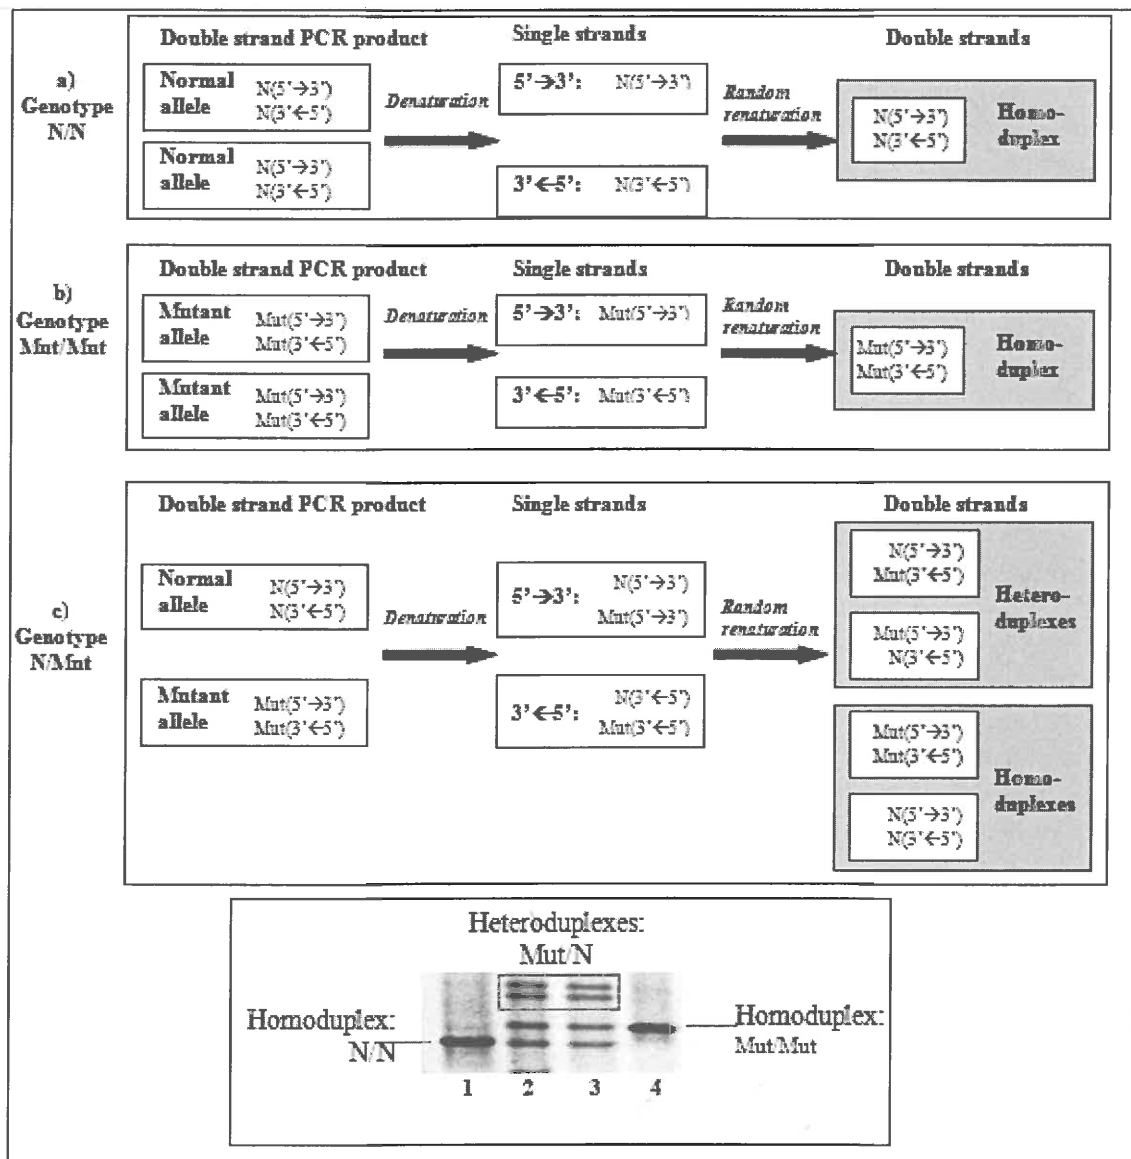 a)
Genotype
N/N
Double strand PCR product
Single strands
Double strands
Normal allele
N(5'→3')
N(3'←5')
Normal allele
N(5'→3')
N(3'←5')
Denaturation
5'→3': N(5'→3')
3'←5': N(3'←5')
Random
renaturation
N(5'→3')
N(3'←5')
Homo-
duplex
b)
Genotype
Mut/Mut
Double strand PCR product
Single strands
Double strands
Mutant allele
Mut(5'→3')
Mut(3'←5')
Mutant allele
Mut(5'→3')
Mut(3'←5')
Denaturation
5'→3': Mut(5'→3')
3'←5': Mut(3'←5')
Random
renaturation
Mut(5'→3')
Mut(3'←5')
Homo-
duplex
c)
Genotype
N/Mut
Double strand PCR product
Single strands
Double strands
Normal allele
N(5'→3')
N(3'←5')
Mutant allele
Mut(5'→3')
Mut(3'←5')
Denaturation
5'→3':
N(5'→3')
Mut(5'→3')
3'←5':
N(3'←5')
Mut(3'←5')
Random
renaturation
N(5'→3')
Mut(3'←5')
Mut(5'→3')
N(3'←5')
Hetero-
duplexes
Mut(5'→3')
Mut(3'←5')
N(5'→3')
N(3'←5')
Homo-
duplexes
Heteroduplexes:
Mut/N
Homoduplex:
N/N
Homoduplex:
Mut/Mut
1 2 3 4